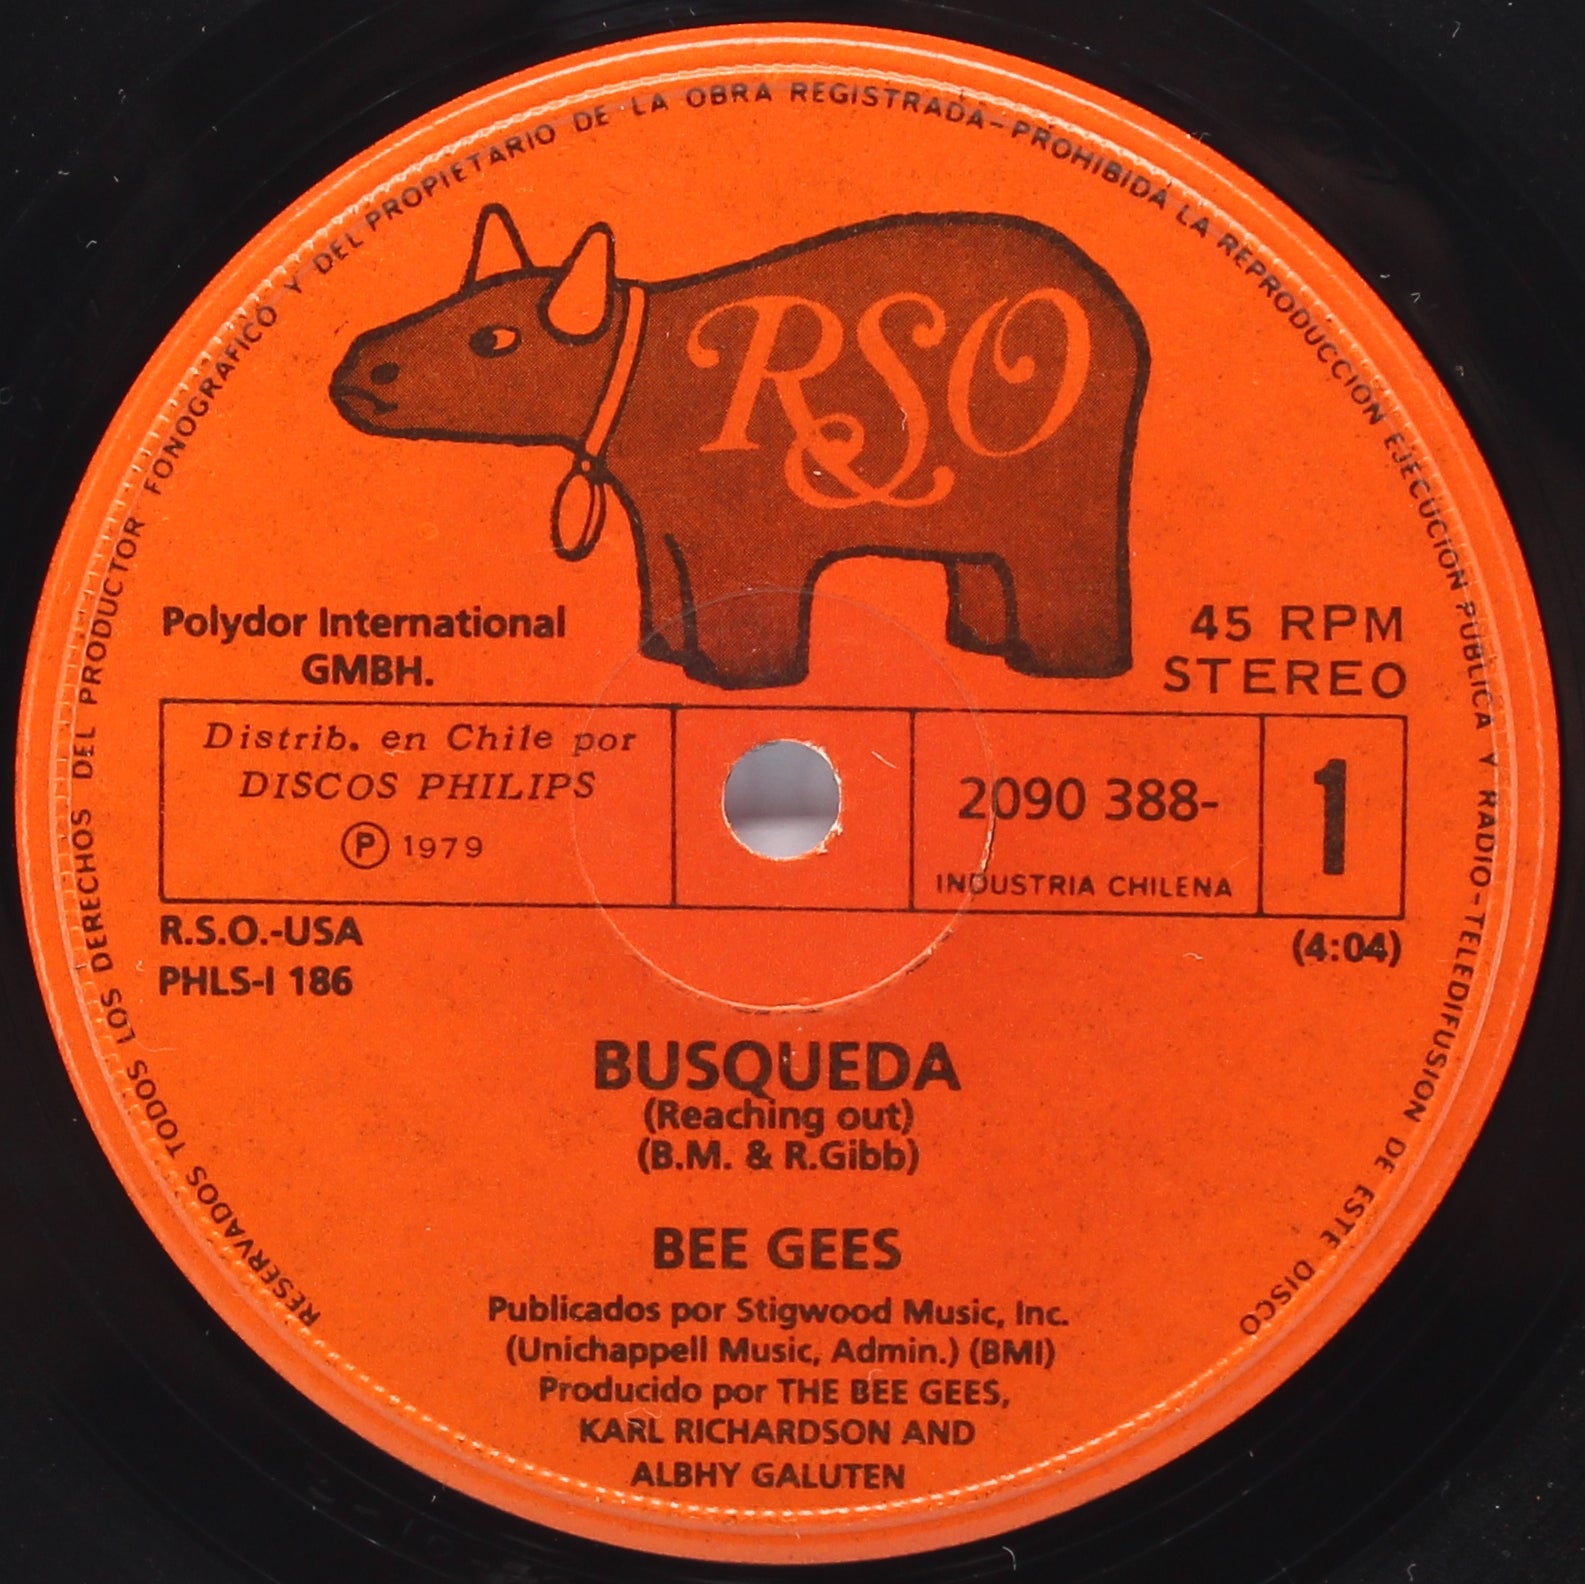 RESERVADOS TODOS LOS DERECHOS DEL PRODUCTOR FONOGRAFICO Y DEL PROPIETARIO DE LA OBRA REGISTRADA-PROHIBIDA LA REPRODUCCION EJECUCION PUBLICA Y RADIO-TELEDIFUSION DE ESTE DISCO
RSO
Polydor International
GMBH.
45 RPM
STEREO
Distrib. en Chile por
DISCOS PHILIPS
℗ 1979
2090 388-
INDUSTRIA CHILENA
1
R.S.O.-USA
PHLS-I 186
(4:04)
BUSQUEDA
(Reaching out)
(B.M. & R.Gibb)
BEE GEES
Publicados por Stigwood Music, Inc.
(Unichappell Music, Admin.) (BMI)
Producido por THE BEE GEES,
KARL RICHARDSON AND
ALBHY GALUTEN